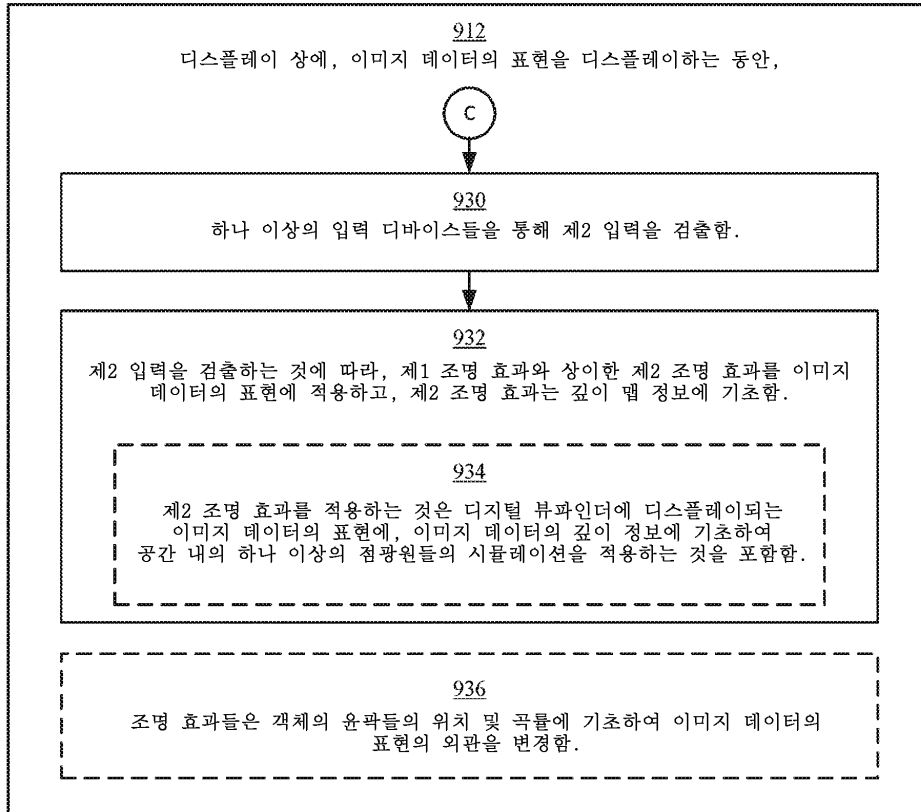 912
디스플레이 상에, 이미지 데이터의 표현을 디스플레이하는 동안,
C
930
하나 이상의 입력 디바이스들을 통해 제2 입력을 검출함.
932
제2 입력을 검출하는 것에 따라, 제1 조명 효과와 상이한 제2 조명 효과를 이미지
데이터의 표현에 적용하고, 제2 조명 효과는 깊이 맵 정보에 기초함.
934
제2 조명 효과를 적용하는 것은 디지털 뷰파인더에 디스플레이되는
이미지 데이터의 표현에, 이미지 데이터의 깊이 정보에 기초하여
공간 내의 하나 이상의 점광원들의 시뮬레이션을 적용하는 것을 포함함.
936
조명 효과들은 객체의 윤곽들의 위치 및 곡률에 기초하여 이미지 데이터의
표현의 외관을 변경함.